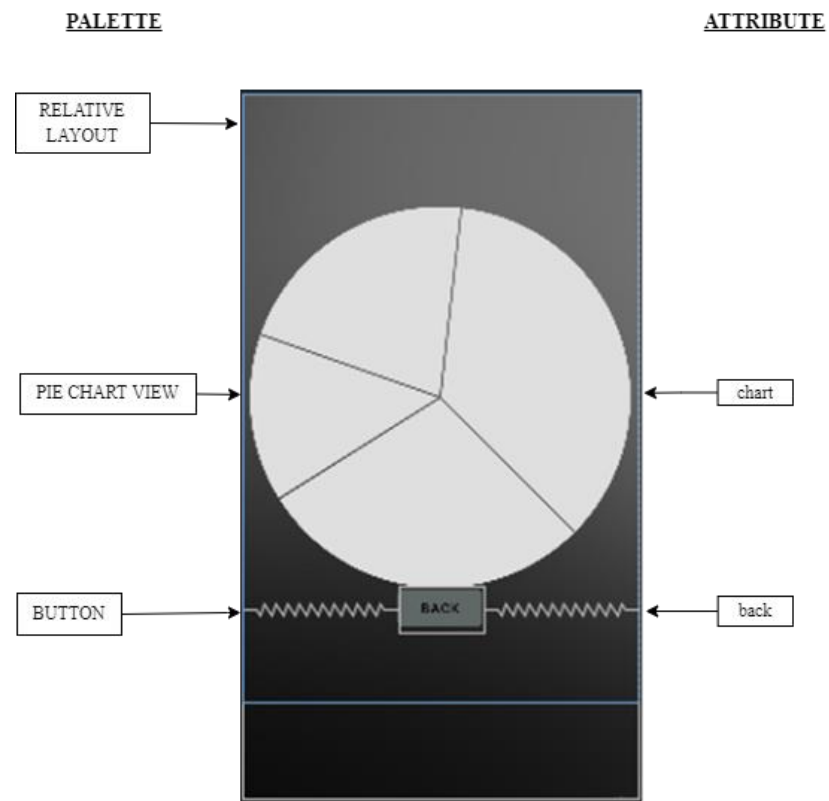 PALETTE
ATTRIBUTE
RELATIVE
LAYOUT
PIE CHART VIEW
chart
BUTTON
BACK
back